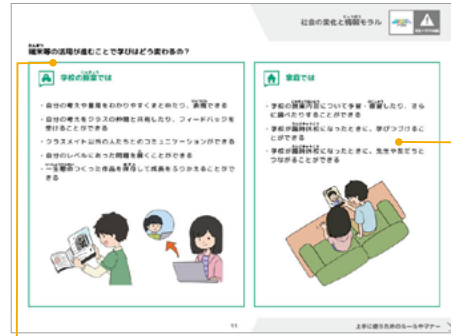 社会の変化と情報モラル
端末等の活用が進むことで学びはどう変わるの？
学校の授業では
・自分の考えや意見をわかりやすくまとめたり、表現できる
・自分の考えをクラスの仲間と共有したり、フィードバックを
受けることができる
・クラスメイト以外の人たちとのコミュニケーションができる
・自分のレベルにあった問題を解くことができる
・一生懸命つくった作品を保存して成長をふりかえることがで
きる
家庭では
・学校の授業内容について予習・復習したり、さら
に調べたりすることができる
・学校が臨時休校になったときに、学びつづけるこ
とができる
・学校が臨時休校になったときに、先生や友だちと
つながることができる
11
上手に使うためのルールやマナー